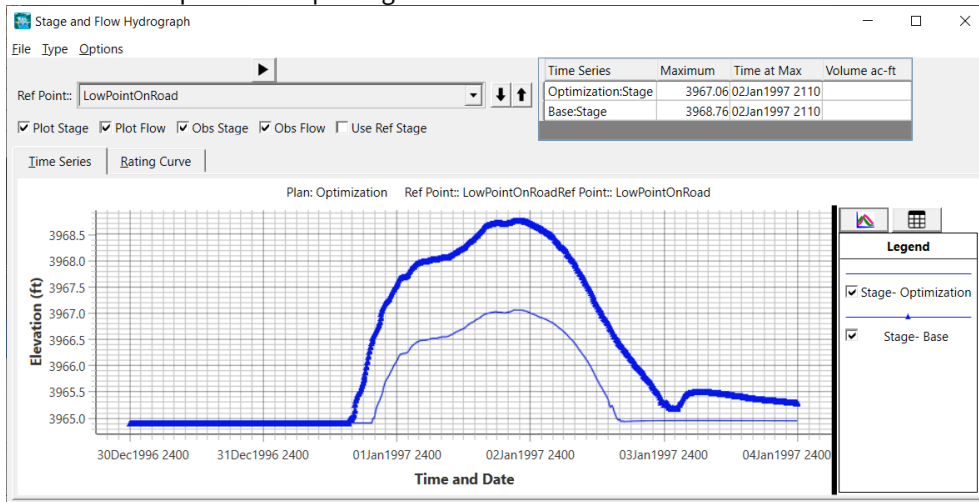 Stage and Flow Hydrograph
File Type Options
Ref Point:: LowPointOnRoad
Time Series Maximum Time at Max Volume ac-ft
Optimization:Stage 3967.06 02Jan1997 2110
Base:Stage 3968.76 02Jan1997 2110
Plot Stage Plot Flow Obs Stage Obs Flow Use Ref Stage
Time Series Rating Curve
Plan: Optimization Ref Point:: LowPointOnRoadRef Point:: LowPointOnRoad
Elevation (ft)
3968.5
3968.0
3967.5
3967.0
3966.5
3966.0
3965.5
3965.0
30Dec1996 2400 31Dec1996 2400 01Jan1997 2400 02Jan1997 2400 03Jan1997 2400 04Jan1997 2400
Time and Date
Legend
Stage- Optimization
Stage- Base